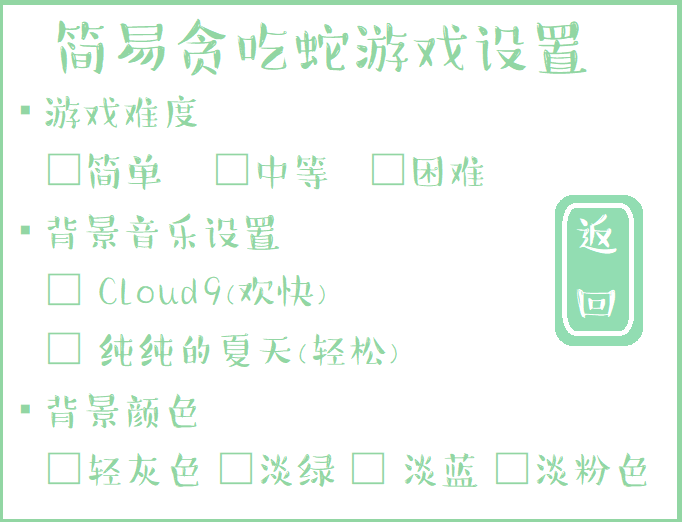 简易贪吃蛇游戏设置
▪ 游戏难度
□简单 □中等 □困难
▪ 背景音乐设置
□ Cloud9(欢快)
□ 纯纯的夏天(轻松)
返回
▪ 背景颜色
□轻灰色 □淡绿 □ 淡蓝 □淡粉色